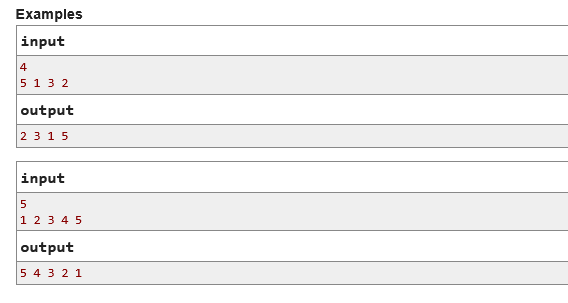 Examples
input
4
5 1 3 2
output
2 3 1 5
input
5
1 2 3 4 5
output
5 4 3 2 1